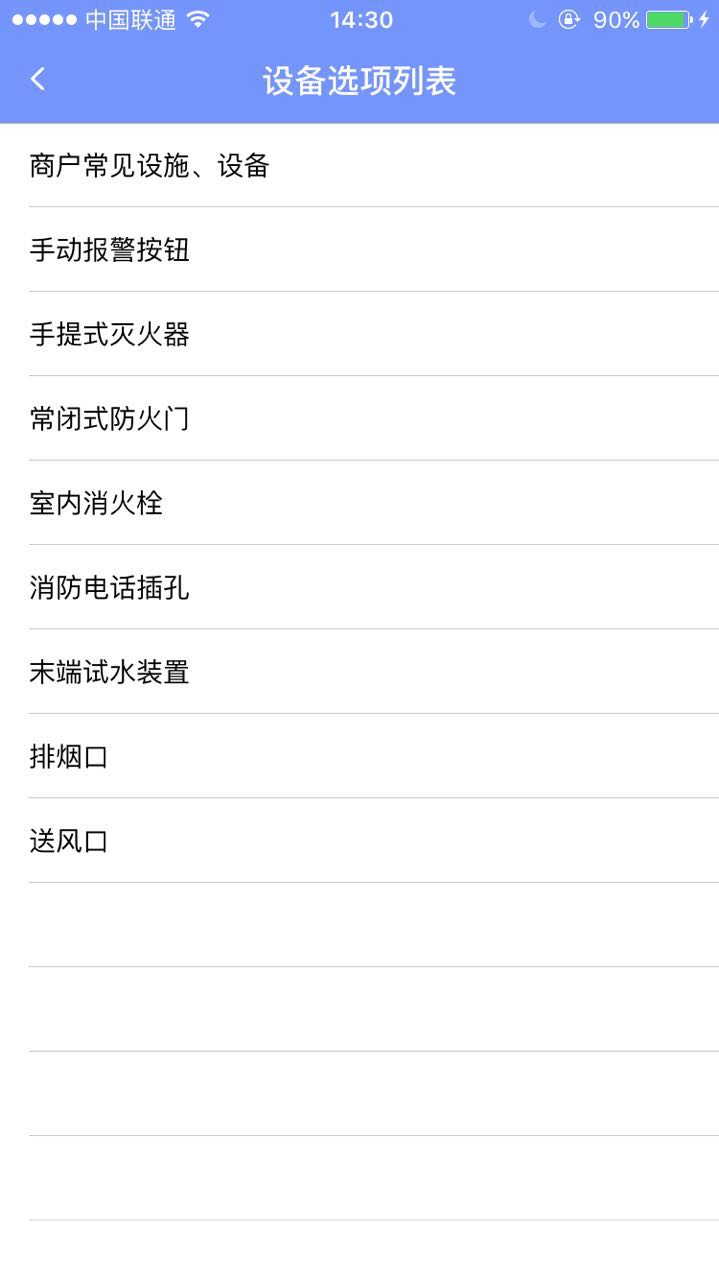 中国联通 14:30 90%
设备选项列表
商户常见设施、设备
手动报警按钮
手提式灭火器
常闭式防火门
室内消火栓
消防电话插孔
末端试水装置
排烟口
送风口